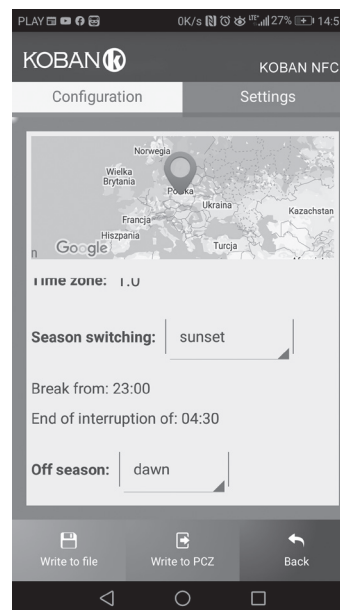 PLAY 0K/s LTE 27% 14:5
KOBAN K
KOBAN NFC
Configuration Settings
Norwegia
Wielka
Brytania
Polska
Ukraina
Kazachstan
Francja
Hiszpania
Turcja
n Google
Time zone: 1.0
Season switching: sunset
Break from: 23:00
End of interruption of: 04:30
Off season: dawn
Write to file Write to PCZ Back